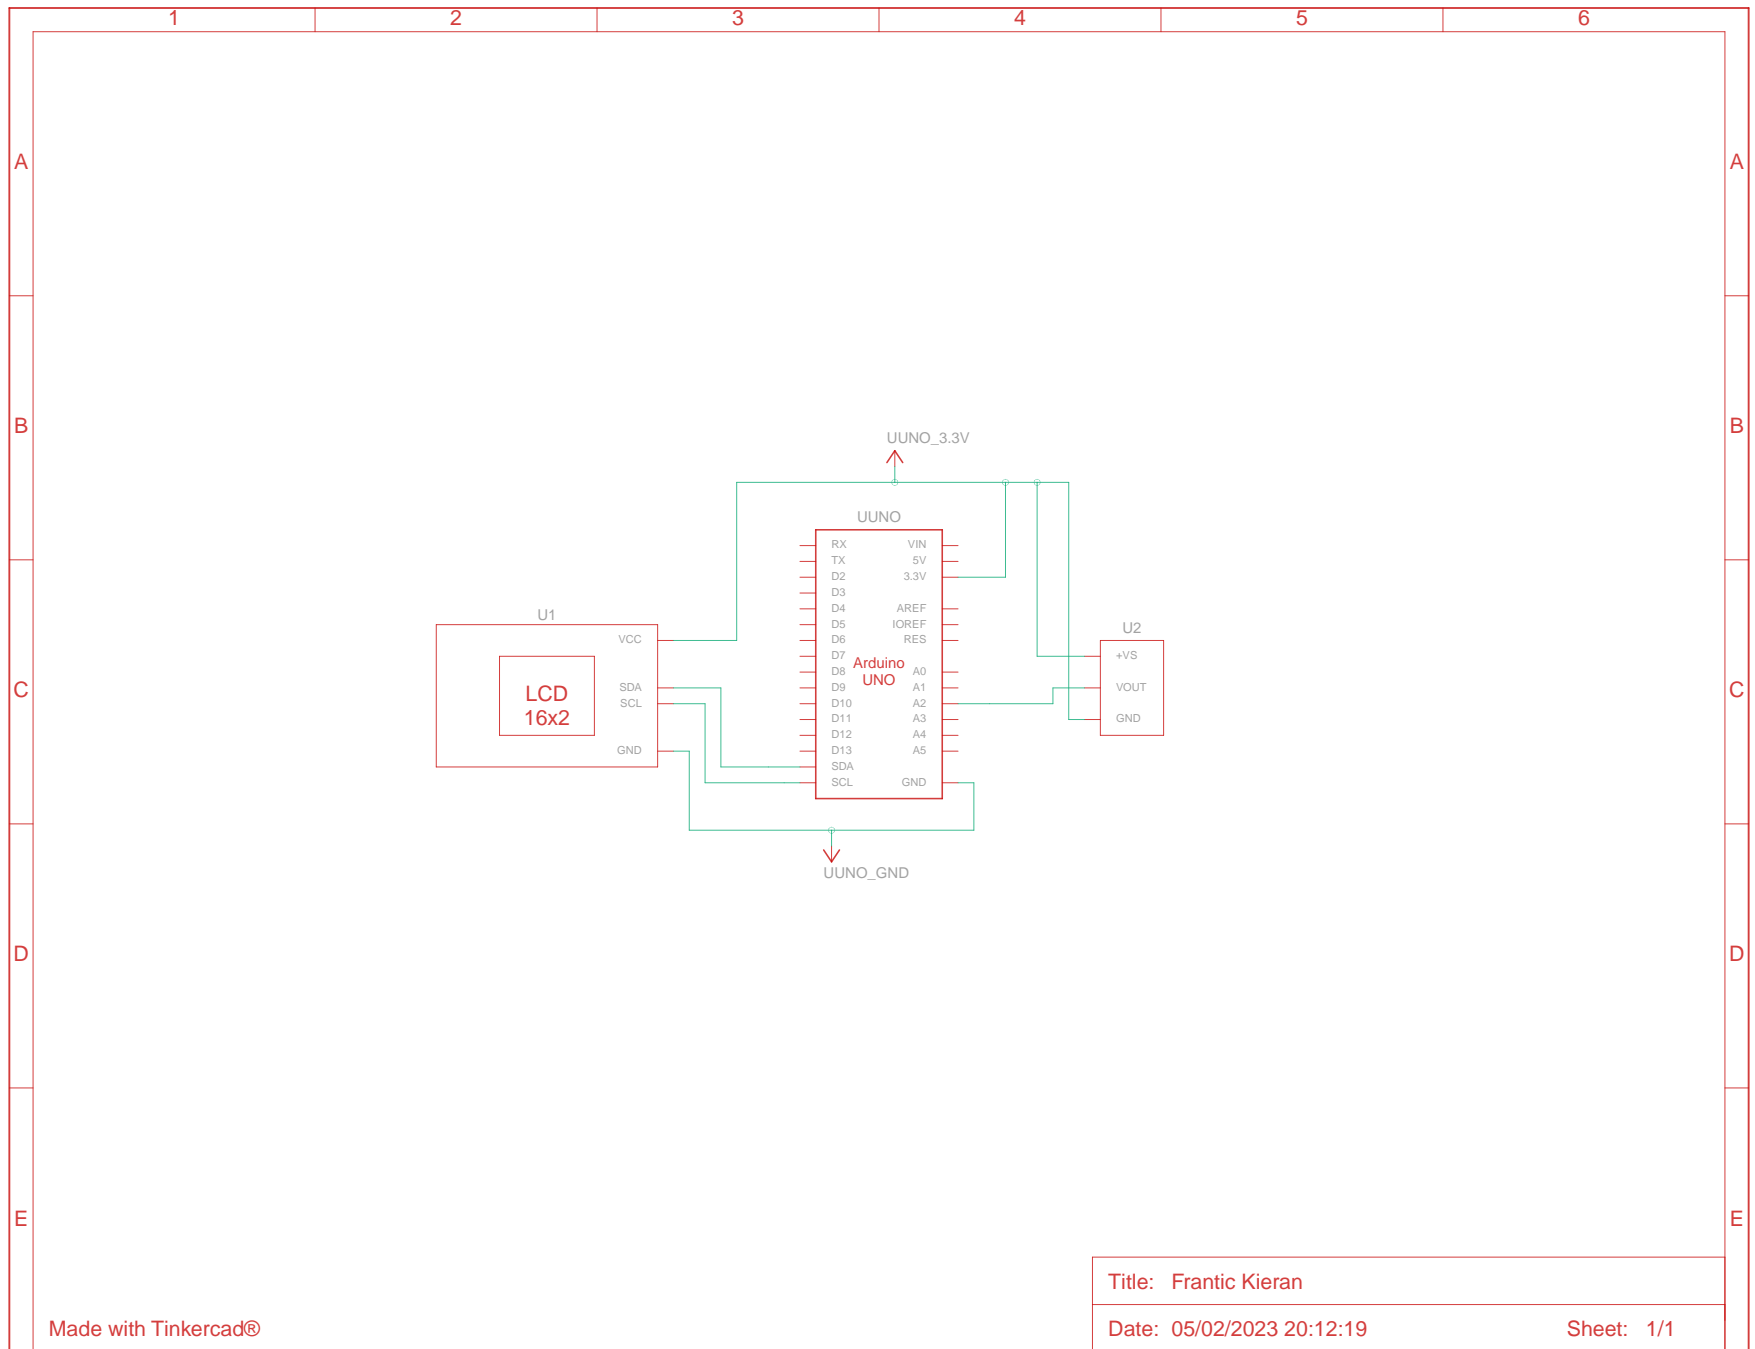 1 2 3 4 5 6
A A
B B
UUNO_3.3V
UUNO
RX VIN
TX 5V
D2 3.3V
D3
D4 AREF
D5 IOREF
D6 RES
D7
D8 A0
D9 A1
D10 A2
D11 A3
D12 A4
D13 A5
SDA
SCL GND
Arduino
UNO
U1
VCC
SDA
SCL
GND
LCD
16x2
U2
+VS
VOUT
GND
C C
UUNO_GND
D D
E E
Title: Frantic Kieran
Made with Tinkercad®
Date: 05/02/2023 20:12:19 Sheet: 1/1